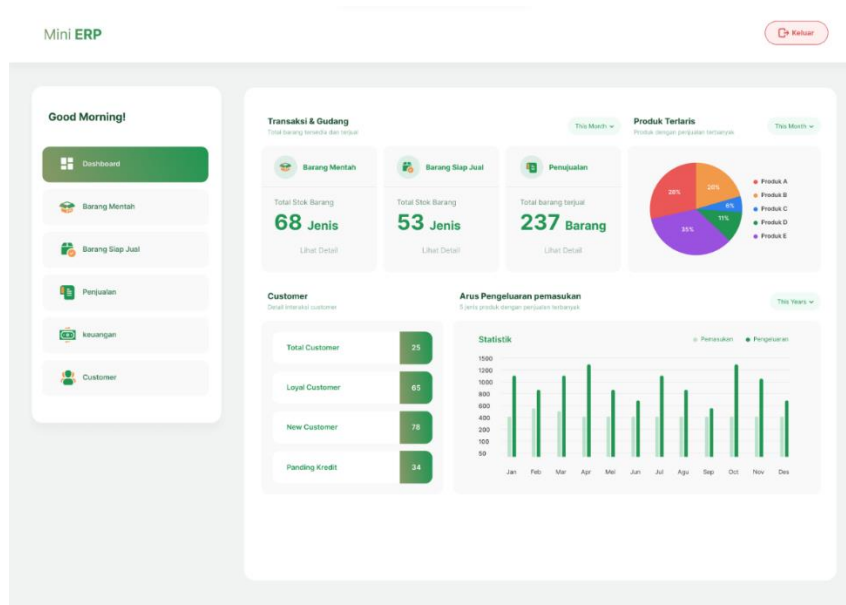 Mini ERP
Keluar
Good Morning!
Dashboard
Barang Mentah
Barang Siap Jual
Penjualan
keuangan
Customer
Transaksi & Gudang
Total barang tersedia dan terjual
This Month
Barang Mentah
Total Stok Barang
68 Jenis
Lihat Detail
Barang Siap Jual
Total Stok Barang
53 Jenis
Lihat Detail
Penujualan
Total barang terjual
237 Barang
Lihat Detail
Produk Terlaris
Produk dengan penjualan terbanyak
This Month
28%
20%
6%
11%
35%
Produk A
Produk B
Produk C
Produk D
Produk E
Customer
Detail interaksi customer
Total Customer 25
Loyal Customer 65
New Customer 78
Panding Kredit 34
Arus Pengeluaran pemasukan
5 jenis produk dengan penjualan terbanyak
This Years
Statistik
Pemasukan
Pengeluaran
1500
1200
1000
800
600
400
200
100
50
Jan Feb Mar Apr Mei Jun Jul Agu Sep Oct Nov Des